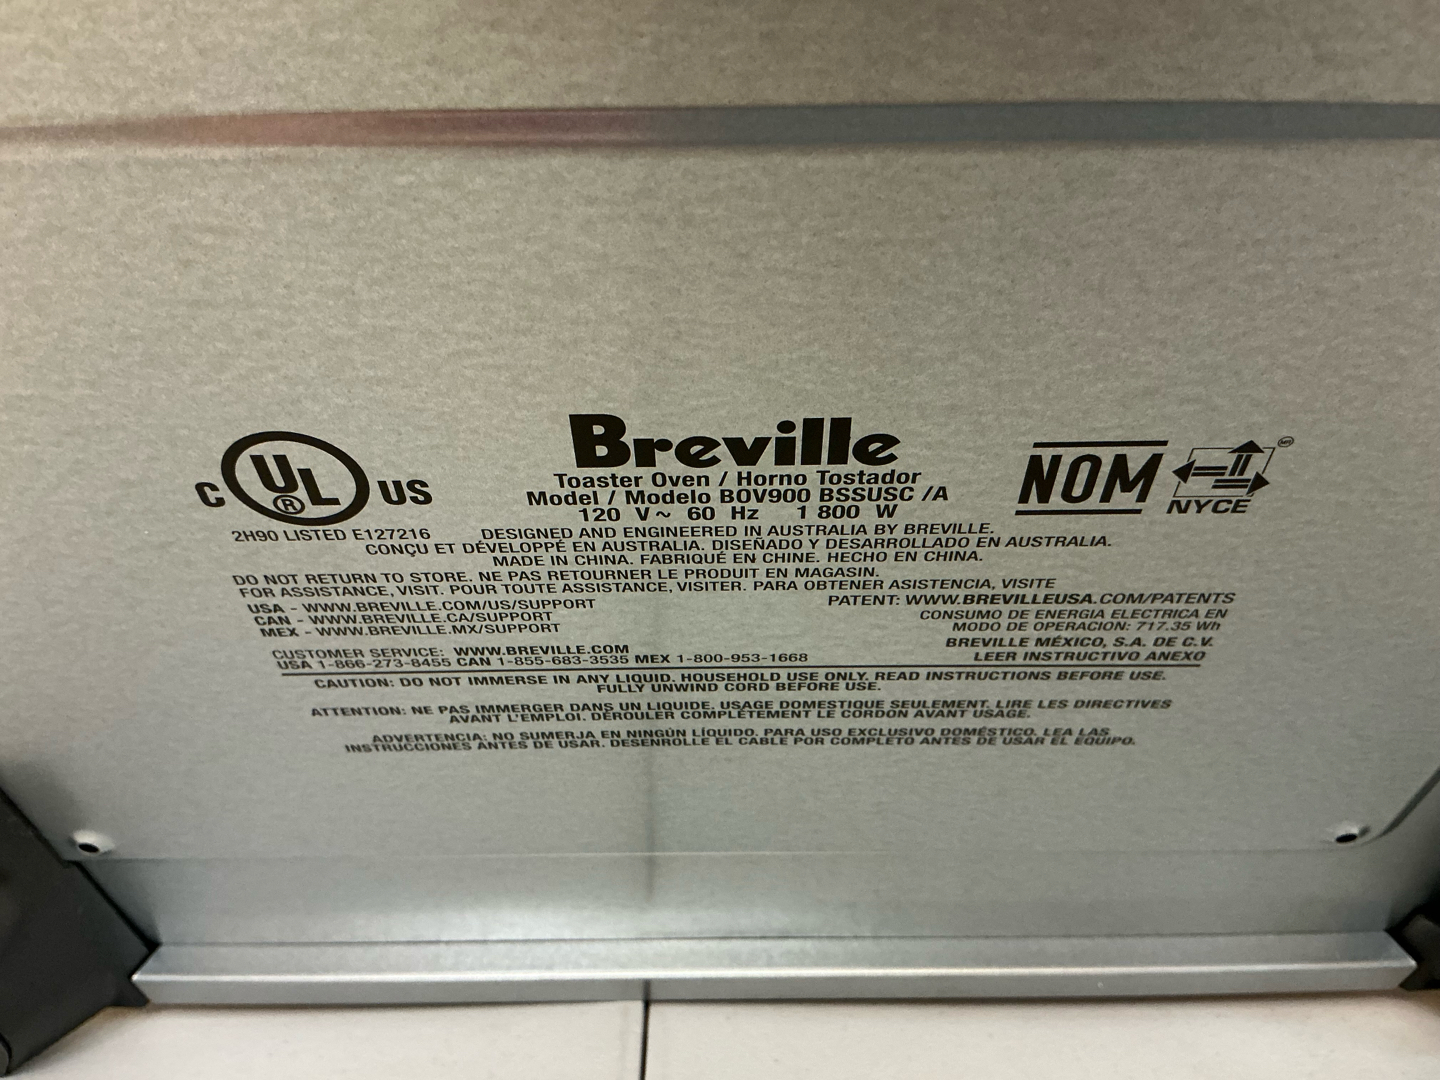 Breville
Toaster Oven / Horno Tostador
Model / Modelo BOV900 BSSUSC /A
120 V~ 60 Hz 1 800 W
C UL ® US
2H90 LISTED E127216
NOM NYCE
DESIGNED AND ENGINEERED IN AUSTRALIA BY BREVILLE.
CONÇU ET DÉVELOPPÉ EN AUSTRALIA. DISEÑADO Y DESARROLLADO EN AUSTRALIA.
MADE IN CHINA. FABRIQUÉ EN CHINE. HECHO EN CHINA.
DO NOT RETURN TO STORE. NE PAS RETOURNER LE PRODUIT EN MAGASIN.
FOR ASSISTANCE, VISIT. POUR TOUTE ASSISTANCE, VISITER. PARA OBTENER ASISTENCIA, VISITE
USA - WWW.BREVILLE.COM/US/SUPPORT
CAN - WWW.BREVILLE.CA/SUPPORT
MEX - WWW.BREVILLE.MX/SUPPORT
PATENT: WWW.BREVILLEUSA.COM/PATENTS
CONSUMO DE ENERGIA ELECTRICA EN
MODO DE OPERACION: 717.35 Wh
BREVILLE MÉXICO, S.A. DE C.V.
LEER INSTRUCTIVO ANEXO
CUSTOMER SERVICE: WWW.BREVILLE.COM
USA 1-866-273-8455 CAN 1-855-683-3535 MEX 1-800-953-1668
CAUTION: DO NOT IMMERSE IN ANY LIQUID. HOUSEHOLD USE ONLY. READ INSTRUCTIONS BEFORE USE.
FULLY UNWIND CORD BEFORE USE.
ATTENTION: NE PAS IMMERGER DANS UN LIQUIDE. USAGE DOMESTIQUE SEULEMENT. LIRE LES DIRECTIVES
AVANT L'EMPLOI. DÉROULER COMPLÈTEMENT LE CORDON AVANT USAGE.
ADVERTENCIA: NO SUMERJA EN NINGÚN LÍQUIDO. PARA USO EXCLUSIVO DOMÉSTICO. LEA LAS
INSTRUCCIONES ANTES DE USAR. DESENROLLE EL CABLE POR COMPLETO ANTES DE USAR EL EQUIPO.